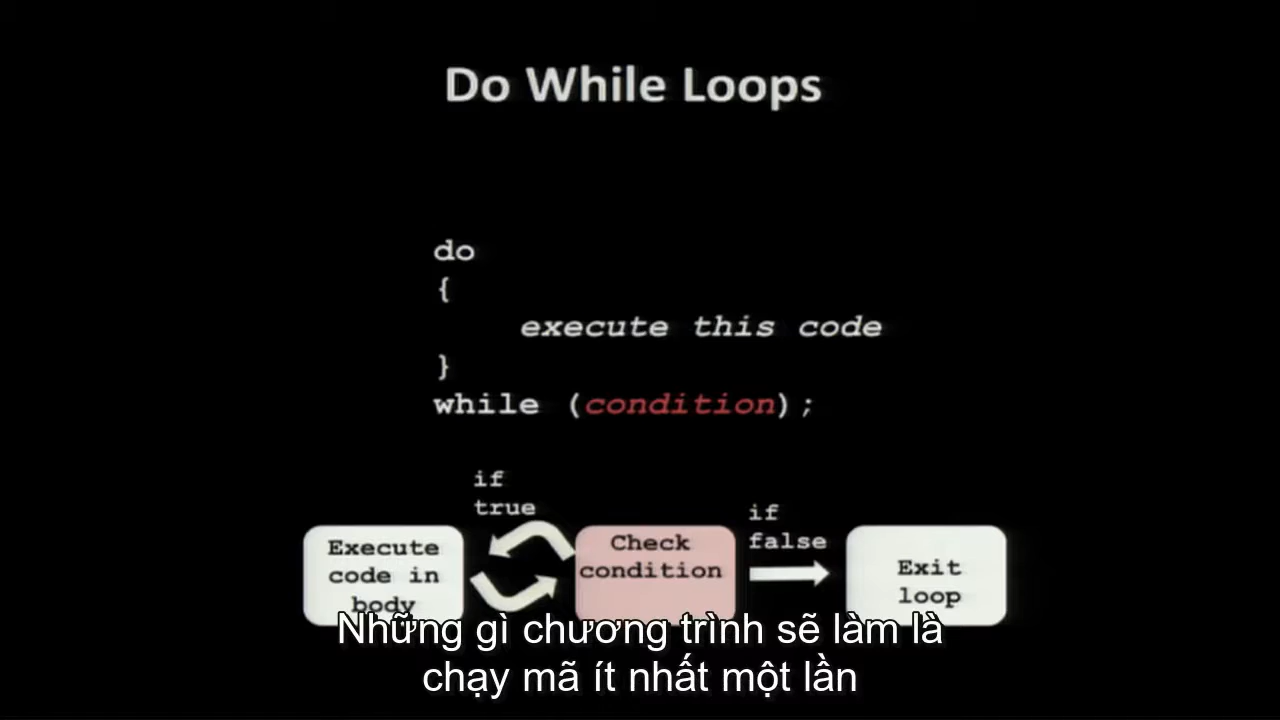 Do While Loops
do
{
execute this code
}
while (condition);
if
true
if
false
Execute
code in
body
Check
condition
Exit
loop
Những gì chương trình sẽ làm là
chạy mã ít nhất một lần